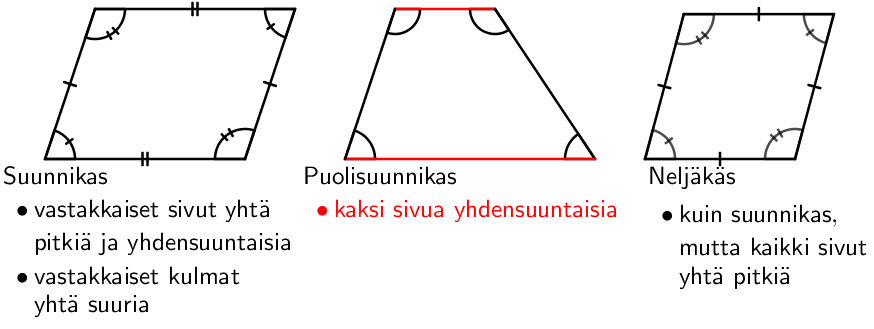 Suunnikas
• vastakkaiset sivut yhtä
pitkiä ja yhdensuuntaisia
• vastakkaiset kulmat
yhtä suuria
Puolisuunnikas
• kaksi sivua yhdensuuntaisia
Neljäkäs
• kuin suunnikas,
mutta kaikki sivut
yhtä pitkiä